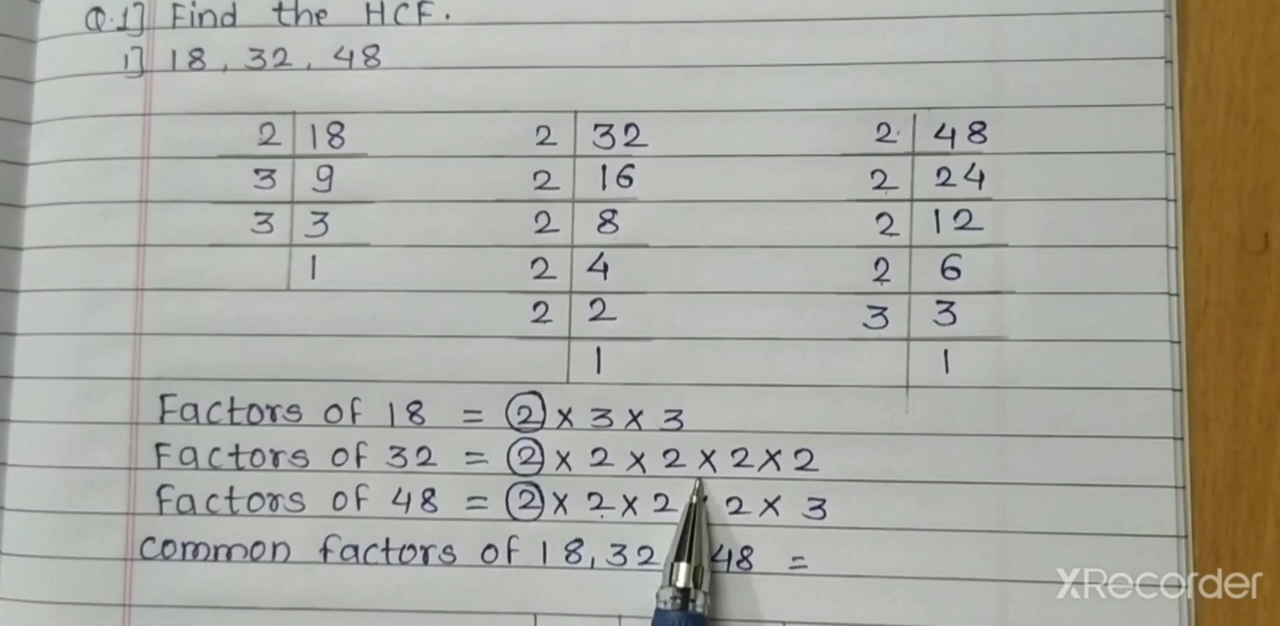 Q.1] Find the HCF.
1] 18, 32, 48
2 | 18   2 | 32   2 | 48
3 | 9   2 | 16   2 | 24
3 | 3   2 | 8   2 | 12
1   2 | 4   2 | 6
2 | 2   3 | 3
1   1
Factors of 18 = 2 × 3 × 3
Factors of 32 = 2 × 2 × 2 × 2 × 2
Factors of 48 = 2 × 2 × 2 × 2 × 3
common factors of 18, 32 48 =
XRecorder